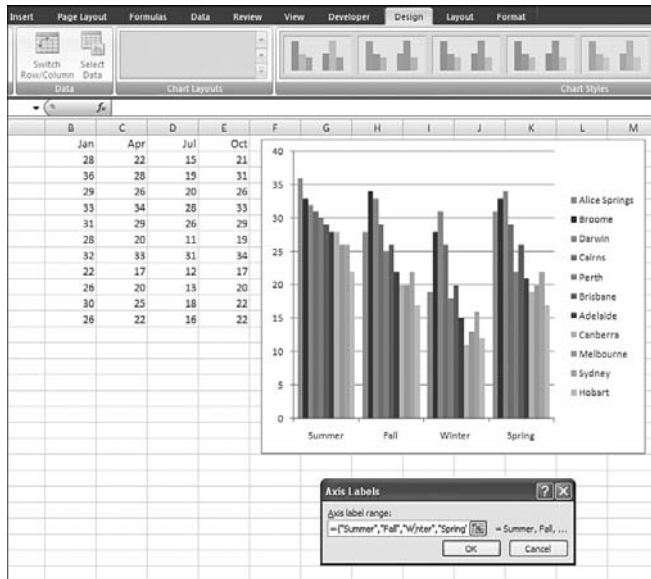 Insert Page Layout Formulas Data Review View Developer Design Layout Format
Switch Row/Column
Select Data
Data Chart Layouts Chart Styles
fx
B C D E F G H I J K L M
Jan Apr Jul Oct
28 22 15 21
36 28 19 31
29 26 20 26
33 34 28 33
31 29 26 29
28 20 11 19
32 33 31 34
22 17 12 17
26 20 13 20
30 25 18 22
26 22 16 22
40
35
30
25
20
15
10
5
0
Summer Fall Winter Spring
Alice Springs
Broome
Darwin
Cairns
Perth
Brisbane
Adelaide
Canberra
Melbourne
Sydney
Hobart
Axis Labels
Axis label range:
={"Summer","Fall","Winter","Spring' = Summer, Fall, ...
OK Cancel